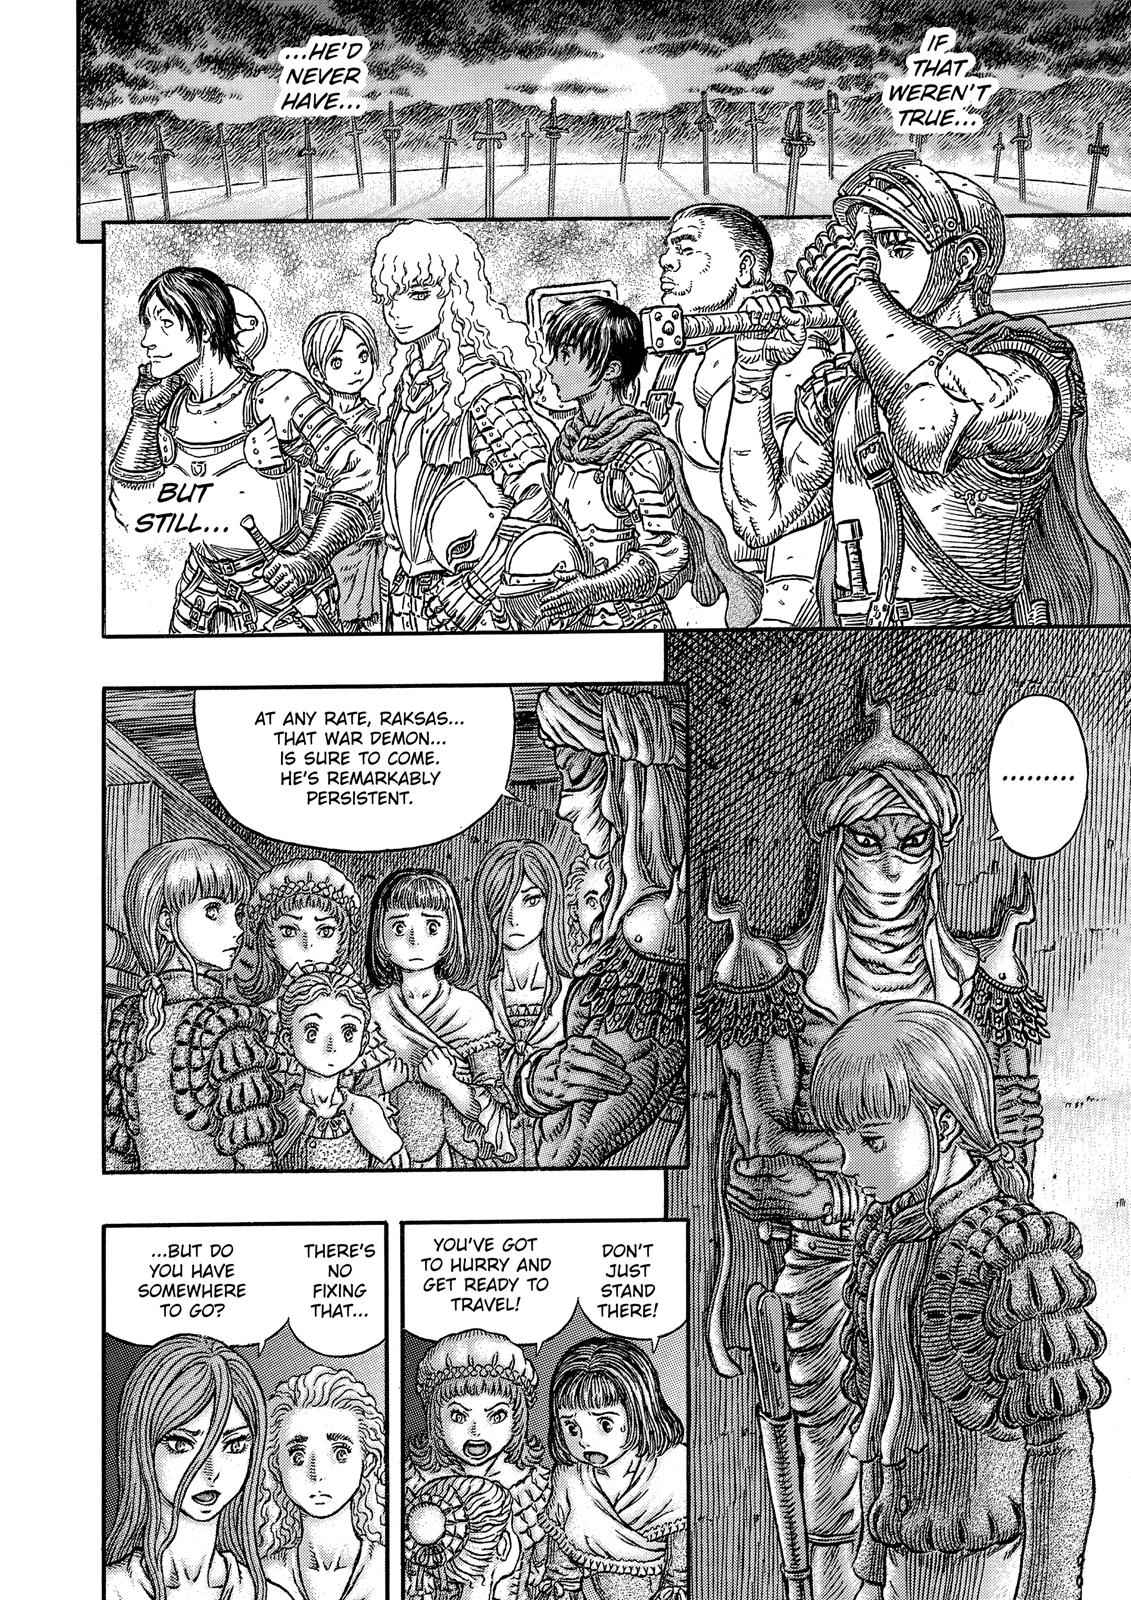 IF
THAT
WEREN'T
TRUE...
...HE'D
NEVER
HAVE...
BUT
STILL...
..........
AT ANY RATE, RAKSAS...
THAT WAR DEMON...
IS SURE TO COME.
HE'S REMARKABLY
PERSISTENT.
DON'T
JUST
STAND
THERE!
YOU'VE GOT
TO HURRY AND
GET READY TO
TRAVEL!
THERE'S
NO
FIXING
THAT...
...BUT DO
YOU HAVE
SOMEWHERE
TO GO?